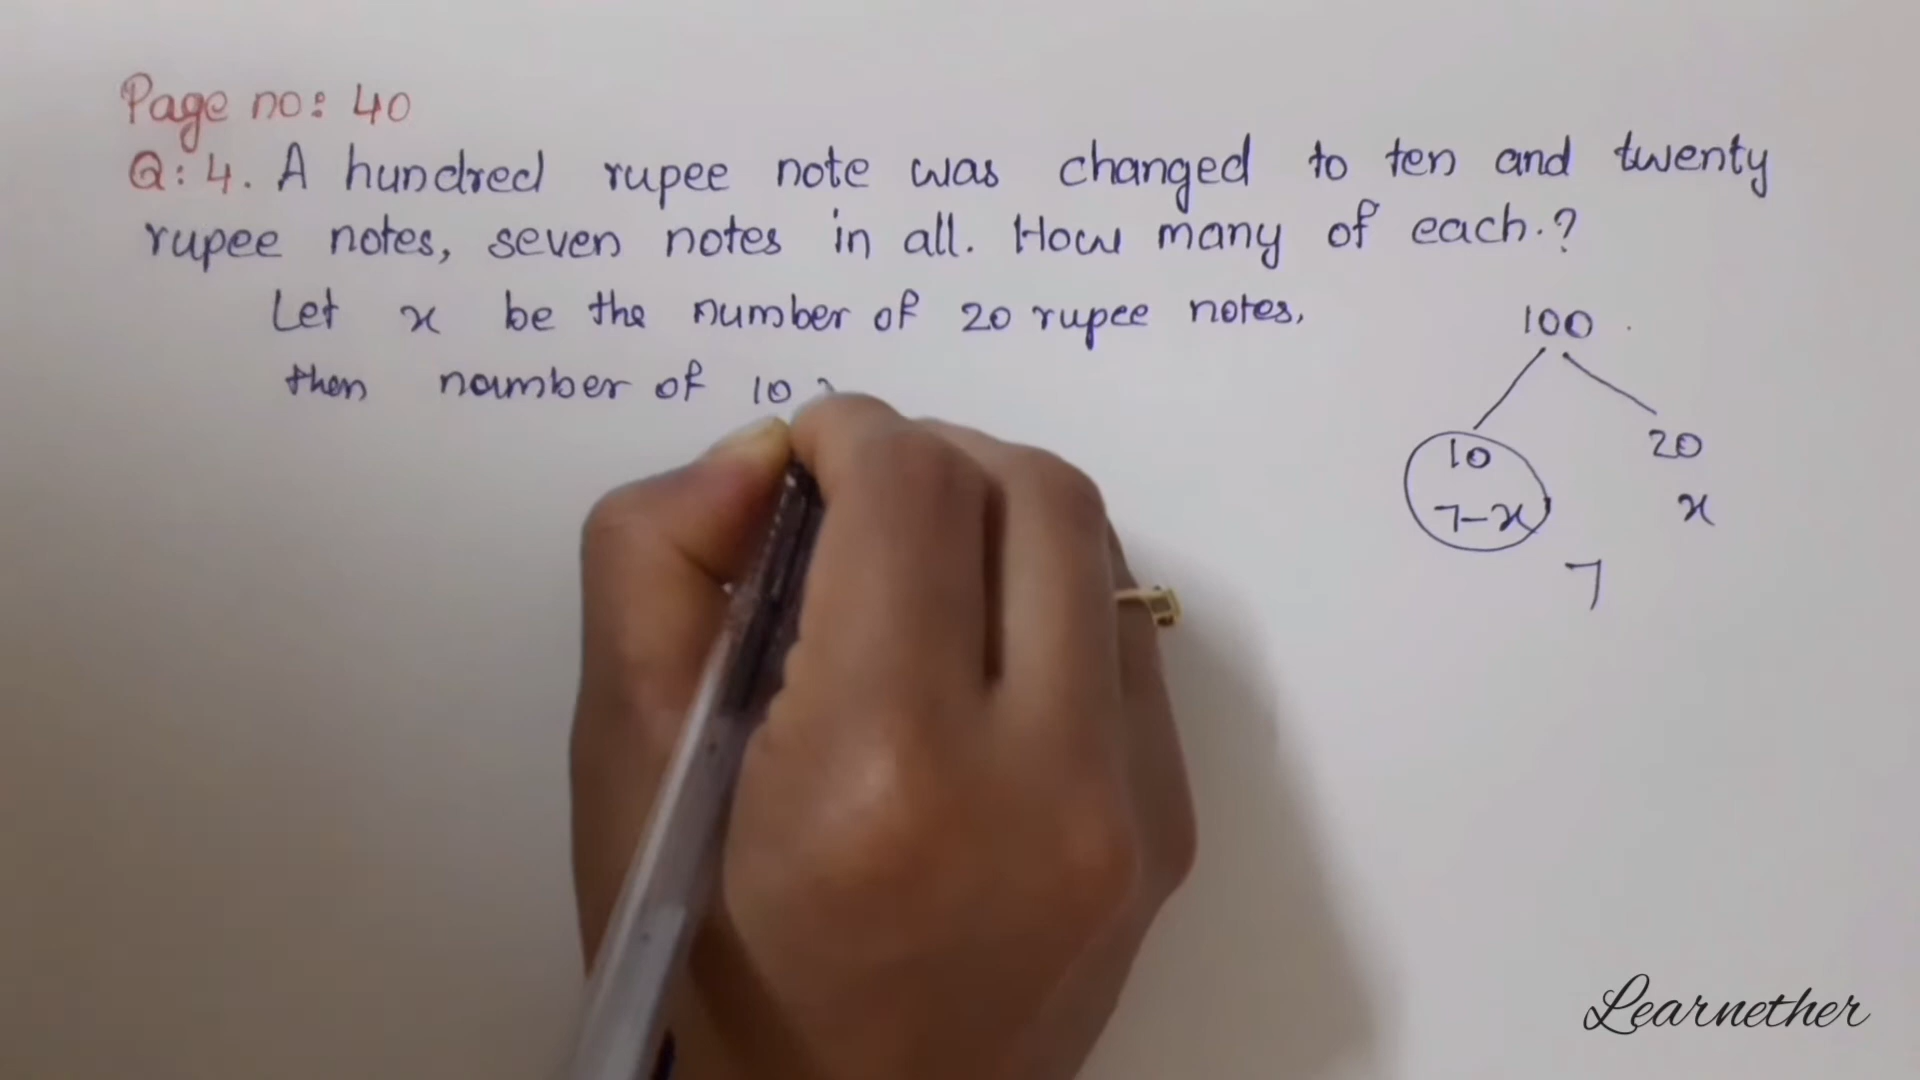 Page no: 40
Q: 4. A hundred rupee note was changed to ten and twenty
rupee notes, seven notes in all. How many of each.?
Let x be the number of 20 rupee notes,
then number of 10
100
10 20
7-x x
7
Learnether